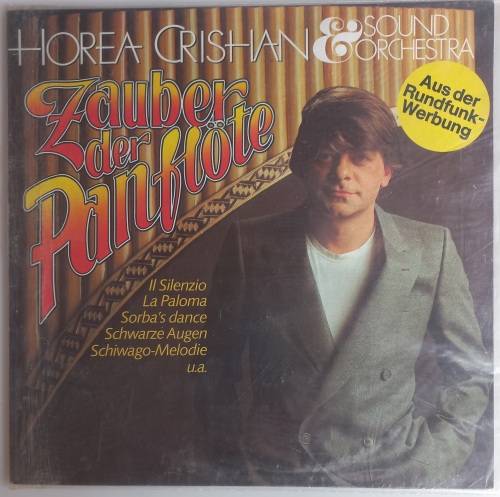 HOREA CRISHAN & SOUND ORCHESTRA
Zauber
der
Panflöte
Aus der
Rundfunk-
Werbung
Il Silenzio
La Paloma
Sorba's dance
Schwarze Augen
Schiwago-Melodie
u.a.